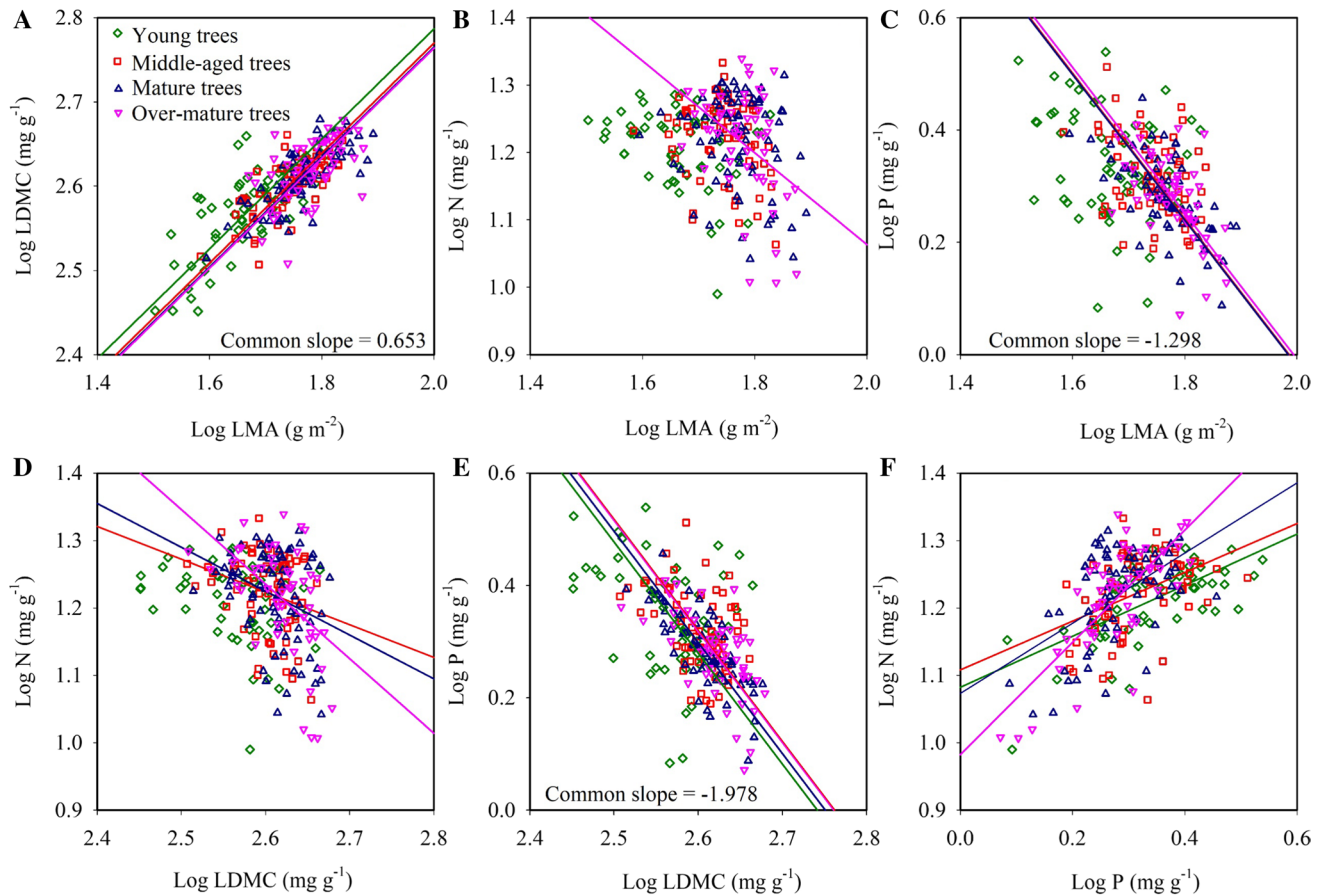 A
Log LDMC (mg g⁻¹)
2.8
2.7
2.6
2.5
2.4
Young trees
Middle-aged trees
Mature trees
Over-mature trees
Common slope = 0.653
1.4 1.6 1.8 2.0
Log LMA (g m⁻²)
B
Log N (mg g⁻¹)
1.4
1.3
1.2
1.1
1.0
0.9
1.4 1.6 1.8 2.0
Log LMA (g m⁻²)
C
Log P (mg g⁻¹)
0.6
0.4
0.2
0.0
Common slope = -1.298
1.4 1.6 1.8 2.0
Log LMA (g m⁻²)
D
Log N (mg g⁻¹)
1.4
1.3
1.2
1.1
1.0
0.9
2.4 2.5 2.6 2.7 2.8
Log LDMC (mg g⁻¹)
E
Log P (mg g⁻¹)
0.6
0.4
0.2
0.0
Common slope = -1.978
2.4 2.5 2.6 2.7 2.8
Log LDMC (mg g⁻¹)
F
Log N (mg g⁻¹)
1.4
1.3
1.2
1.1
1.0
0.9
0.0 0.2 0.4 0.6
Log P (mg g⁻¹)